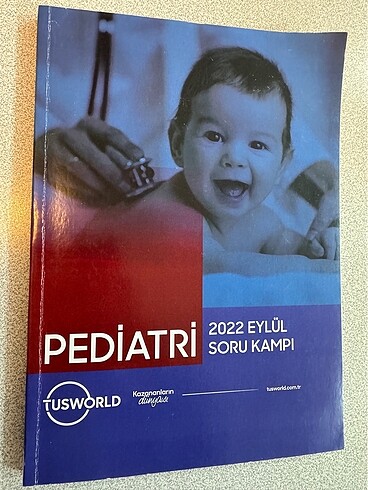 PEDİATRİ
2022 EYLÜL
SORU KAMPI
TUSWORLD
Kazananların
dünyası
tusworld.com.tr